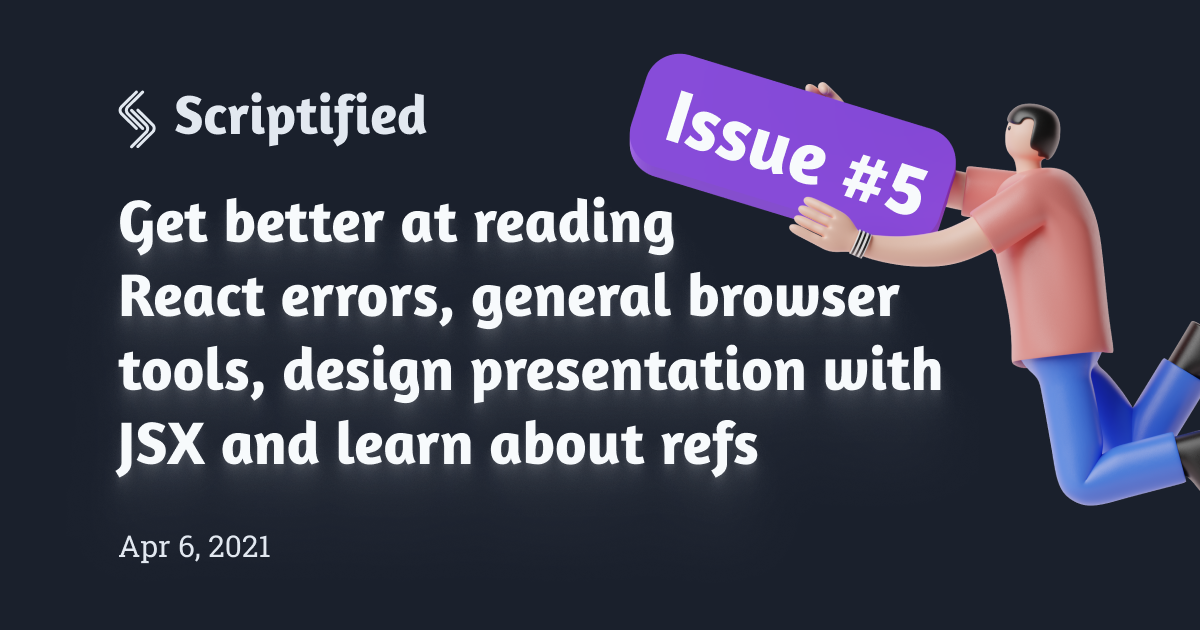 Scriptified
Issue #5
Get better at reading
React errors, general browser
tools, design presentation with
JSX and learn about refs
Apr 6, 2021